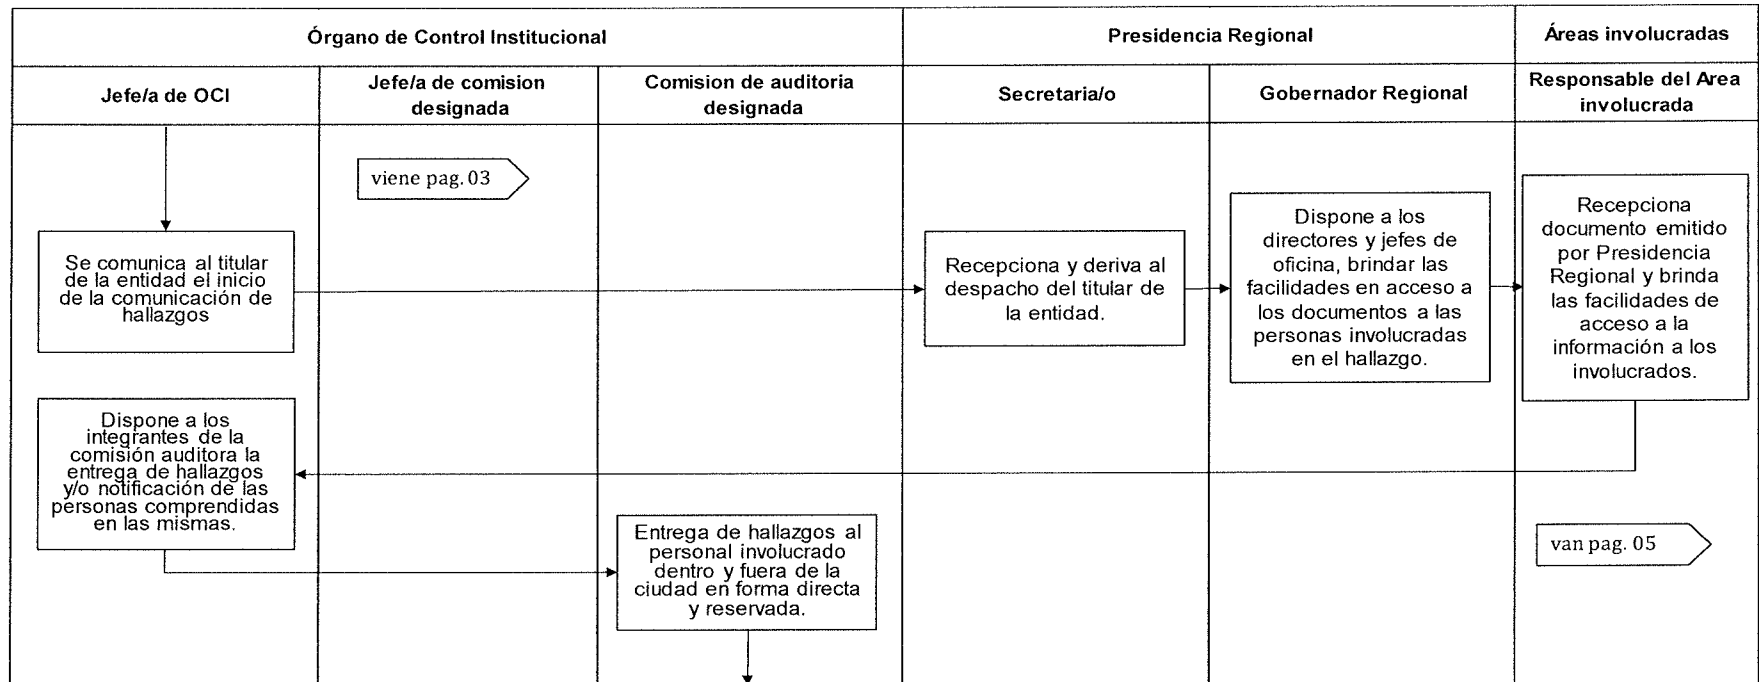 Órgano de Control Institucional
Presidencia Regional
Áreas involucradas
Jefe/a de OCI
Jefe/a de comision
designada
Comision de auditoria
designada
Secretaria/o
Gobernador Regional
Responsable del Area
involucrada
viene pag. 03
Se comunica al titular
de la entidad el inicio
de la comunicación de
hallazgos
Recepciona y deriva al
despacho del titular de
la entidad.
Dispone a los
directores y jefes de
oficina, brindar las
facilidades en acceso a
los documentos a las
personas involucradas
en el hallazgo.
Recepciona
documento emitido
por Presidencia
Regional y brinda
las facilidades de
acceso a la
información a los
involucrados.
Dispone a los
integrantes de la
comisión auditora la
entrega de hallazgos
y/o notificación de las
personas comprendidas
en las mismas.
Entrega de hallazgos al
personal involucrado
dentro y fuera de la
ciudad en forma directa
y reservada.
van pag. 05